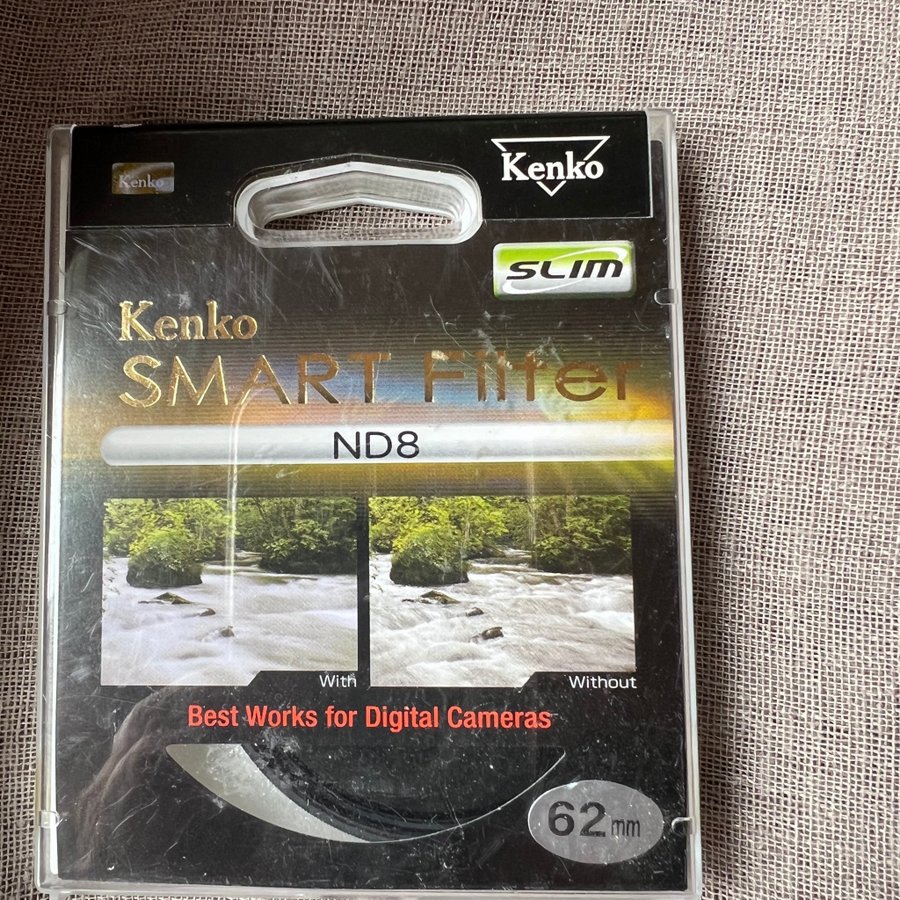 Kenko
Kenko
SLIM
Kenko
SMART Filter
ND8
With
Without
Best Works for Digital Cameras
62mm